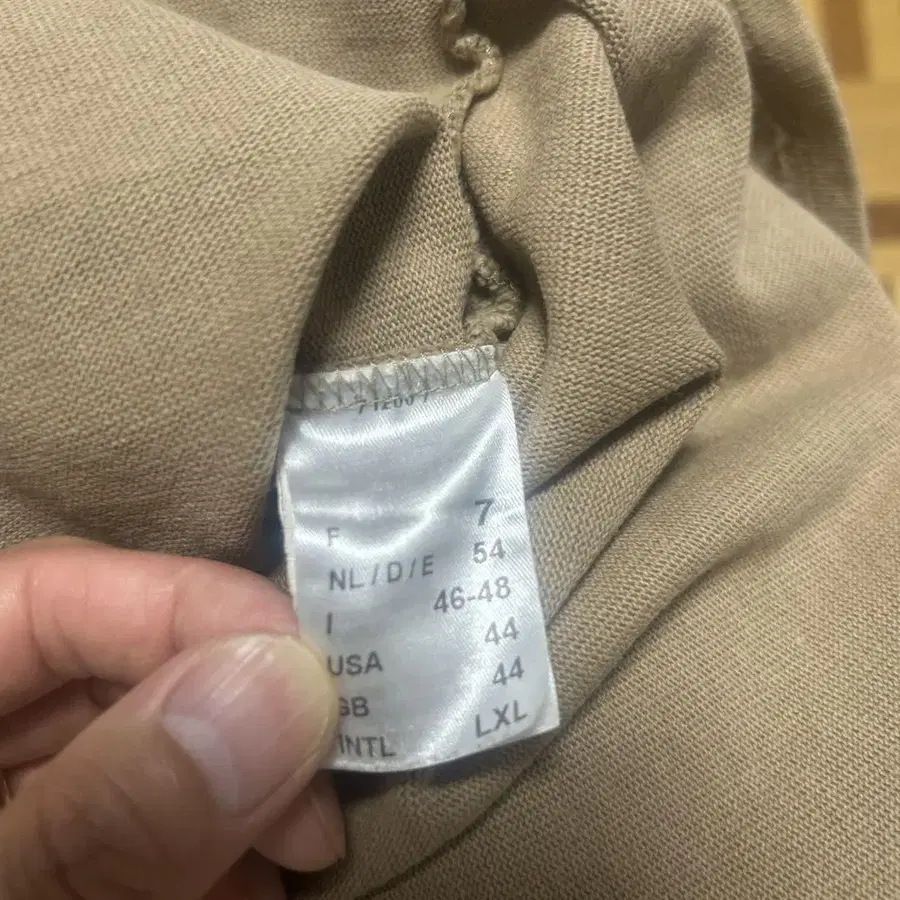 F 7
NL / D / E 54
I 46-48
USA 44
GB 44
INTL LXL